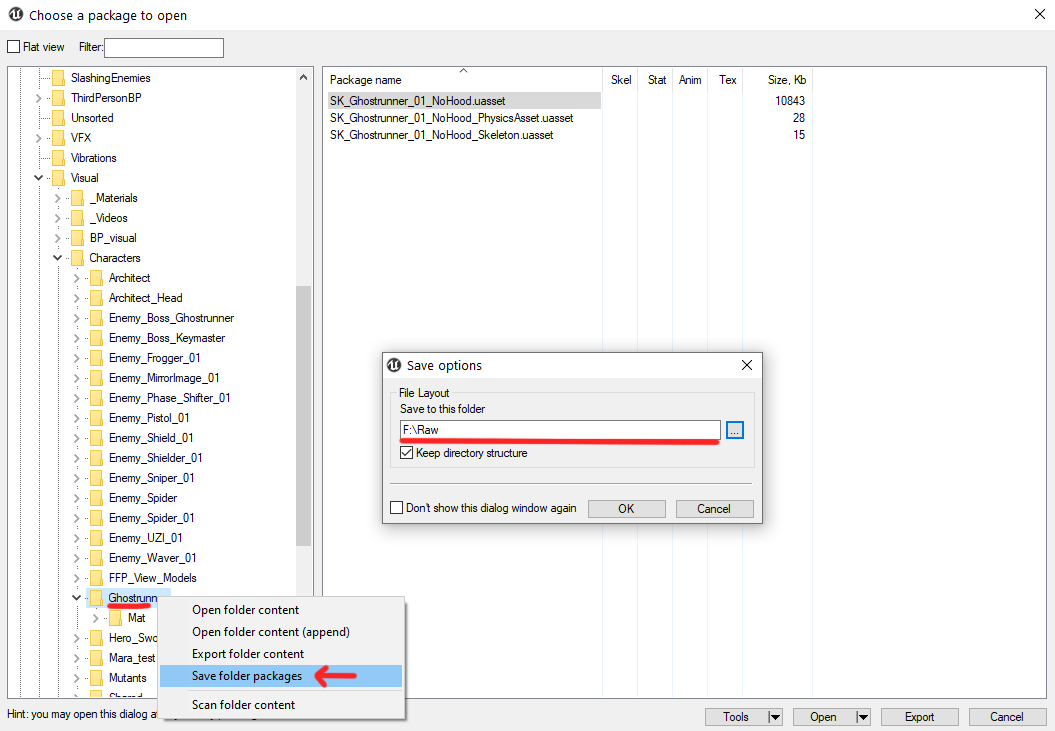 Choose a package to open
Flat view Filter:
SlashingEnemies
ThirdPersonBP
Unsorted
VFX
Vibrations
Visual
_Materials
_Videos
BP_visual
Characters
Architect
Architect_Head
Enemy_Boss_Ghostrunner
Enemy_Boss_Keymaster
Enemy_Frogger_01
Enemy_MirrorImage_01
Enemy_Phase_Shifter_01
Enemy_Pistol_01
Enemy_Shield_01
Enemy_Shielder_01
Enemy_Sniper_01
Enemy_Spider
Enemy_Spider_01
Enemy_UZI_01
Enemy_Waver_01
FFP_View_Models
Ghostrunn
Mat
Hero_Swo
Mara_test
Mutants
Package name Skel Stat Anim Tex Size, Kb
SK_Ghostrunner_01_NoHood.uasset 10843
SK_Ghostrunner_01_NoHood_PhysicsAsset.uasset 28
SK_Ghostrunner_01_NoHood_Skeleton.uasset 15
Save options
File Layout
Save to this folder
F:\Raw
...
Keep directory structure
Don't show this dialog window again OK Cancel
Open folder content
Open folder content (append)
Export folder content
Save folder packages
Scan folder content
Hint: you may open this dialog a
Tools Open Export Cancel